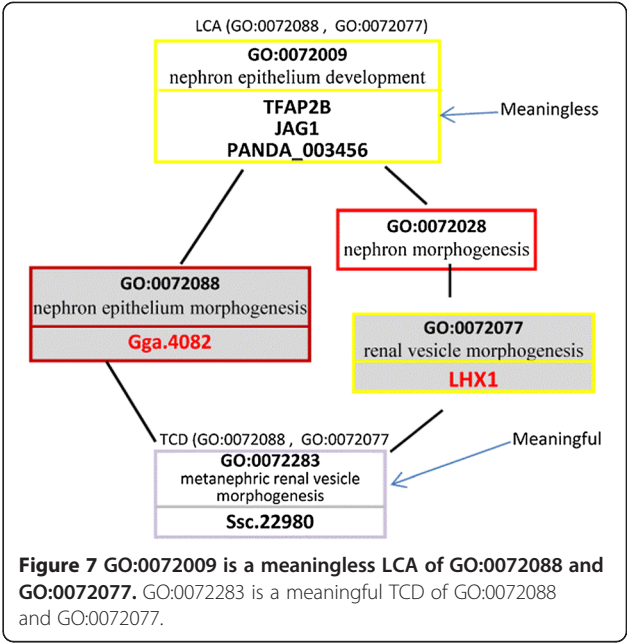 LCA (GO:0072088 , GO:0072077)
GO:0072009
nephron epithelium development
TFAP2B
JAG1
PANDA_003456
Meaningless
GO:0072028
nephron morphogenesis
GO:0072088
nephron epithelium morphogenesis
Gga.4082
GO:0072077
renal vesicle morphogenesis
LHX1
TCD (GO:0072088 , GO:0072077
GO:0072283
metanephric renal vesicle
morphogenesis
Ssc.22980
Meaningful
Figure 7 GO:0072009 is a meaningless LCA of GO:0072088 and
GO:0072077. GO:0072283 is a meaningful TCD of GO:0072088
and GO:0072077.